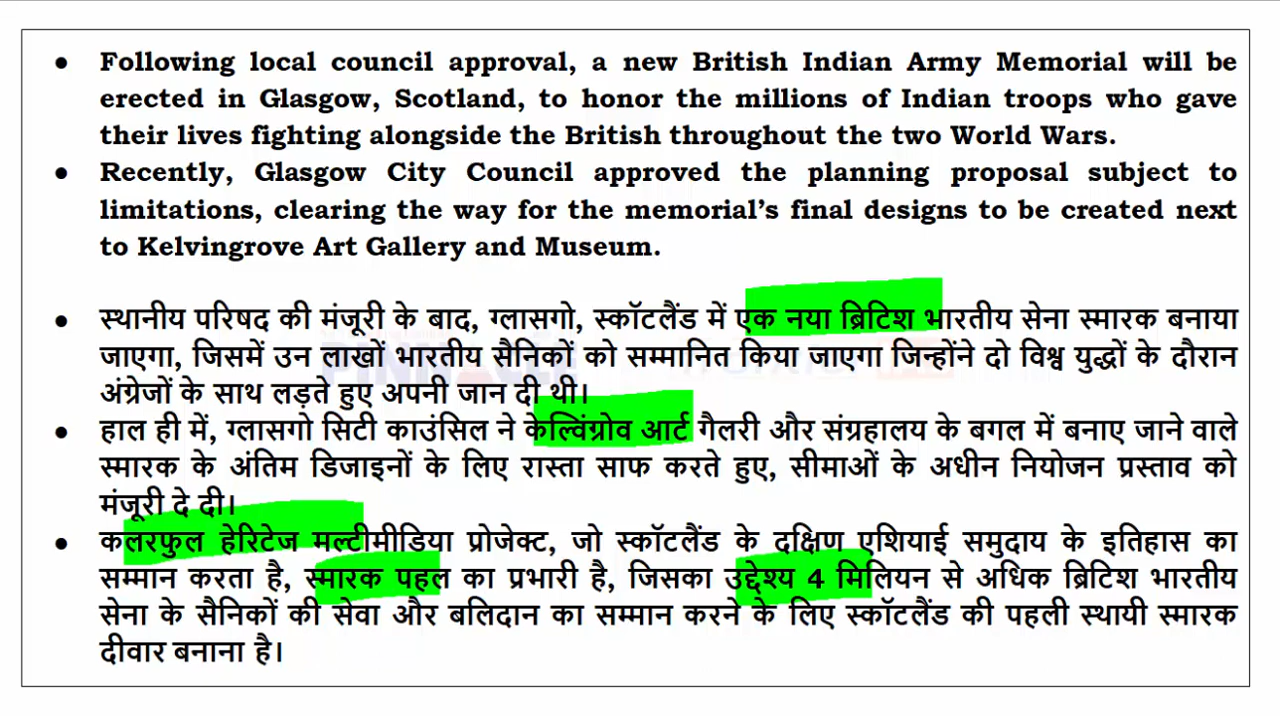 Following local council approval, a new British Indian Army Memorial will be
erected in Glasgow, Scotland, to honor the millions of Indian troops who gave
their lives fighting alongside the British throughout the two World Wars.
Recently, Glasgow City Council approved the planning proposal subject to
limitations, clearing the way for the memorial's final designs to be created next
to Kelvingrove Art Gallery and Museum.
स्थानीय परिषद की मंजूरी के बाद, ग्लासगो, स्कॉटलैंड में एक नया ब्रिटिश भारतीय सेना स्मारक बनाया
जाएगा, जिसमें उन लाखों भारतीय सैनिकों को सम्मानित किया जाएगा जिन्होंने दो विश्व युद्धों के दौरान
अंग्रेजों के साथ लड़ते हुए अपनी जान दी थी।
हाल ही में, ग्लासगो सिटी काउंसिल ने केल्विंग्रोव आर्ट गैलरी और संग्रहालय के बगल में बनाए जाने वाले
स्मारक के अंतिम डिजाइनों के लिए रास्ता साफ करते हुए, सीमाओं के अधीन नियोजन प्रस्ताव को
मंजूरी दे दी।
कलरफुल हेरिटेज मल्टीमीडिया प्रोजेक्ट, जो स्कॉटलैंड के दक्षिण एशियाई समुदाय के इतिहास का
सम्मान करता है, स्मारक पहल का प्रभारी है, जिसका उद्देश्य 4 मिलियन से अधिक ब्रिटिश भारतीय
सेना के सैनिकों की सेवा और बलिदान का सम्मान करने के लिए स्कॉटलैंड की पहली स्थायी स्मारक
दीवार बनाना है।